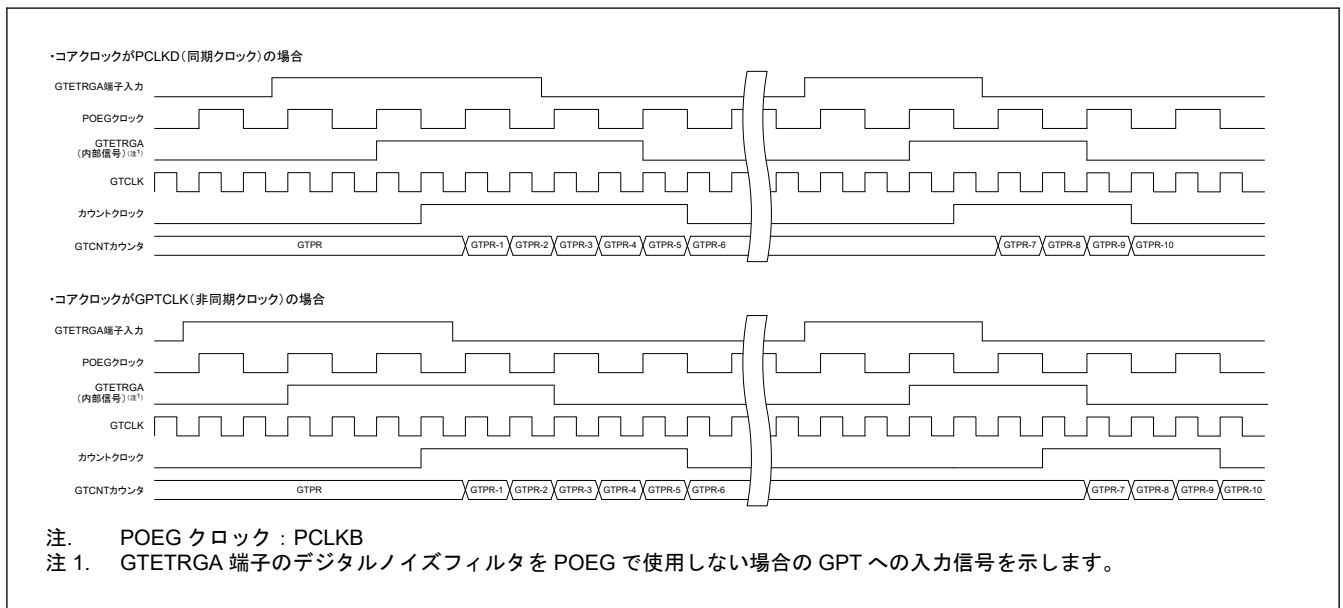 ・コアクロックがPCLKD（同期クロック）の場合
GTETRGA端子入力
POEGクロック
GTETRGA
（内部信号）（注1）
GTCLK
カウントクロック
GTCNTカウンタ GTPR GTPR-1 GTPR-2 GTPR-3 GTPR-4 GTPR-5 GTPR-6 GTPR-7 GTPR-8 GTPR-9 GTPR-10
・コアクロックがGPTCLK（非同期クロック）の場合
GTETRGA端子入力
POEGクロック
GTETRGA
（内部信号）（注1）
GTCLK
カウントクロック
GTCNTカウンタ GTPR GTPR-1 GTPR-2 GTPR-3 GTPR-4 GTPR-5 GTPR-6 GTPR-7 GTPR-8 GTPR-9 GTPR-10
注. POEG クロック：PCLKB
注 1. GTETRGA 端子のデジタルノイズフィルタを POEG で使用しない場合の GPT への入力信号を示します。